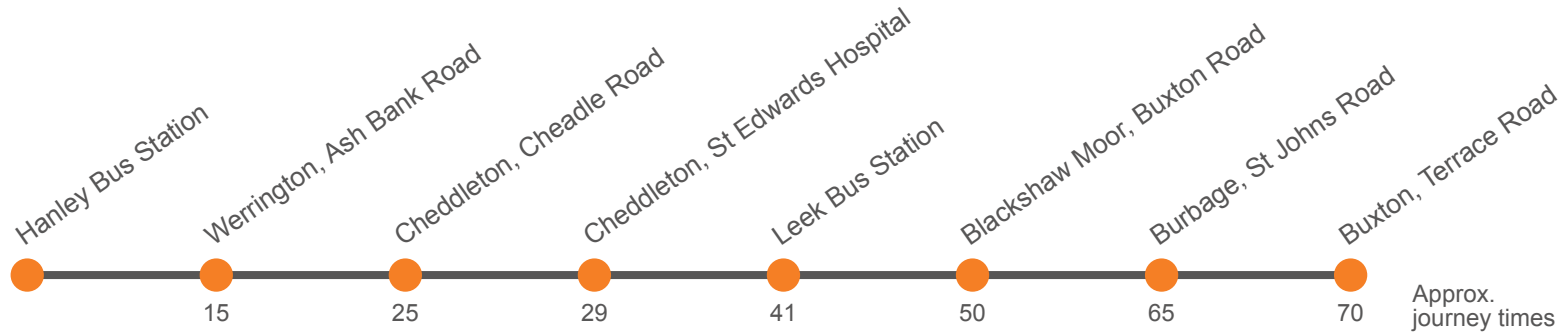 Hanley Bus Station
Werrington, Ash Bank Road
Cheddleton, Cheadle Road
Cheddleton, St Edwards Hospital
Leek Bus Station
Blackshaw Moor, Buxton Road
Burbage, St Johns Road
Buxton, Terrace Road
15
25
29
41
50
65
70
Approx.
journey times